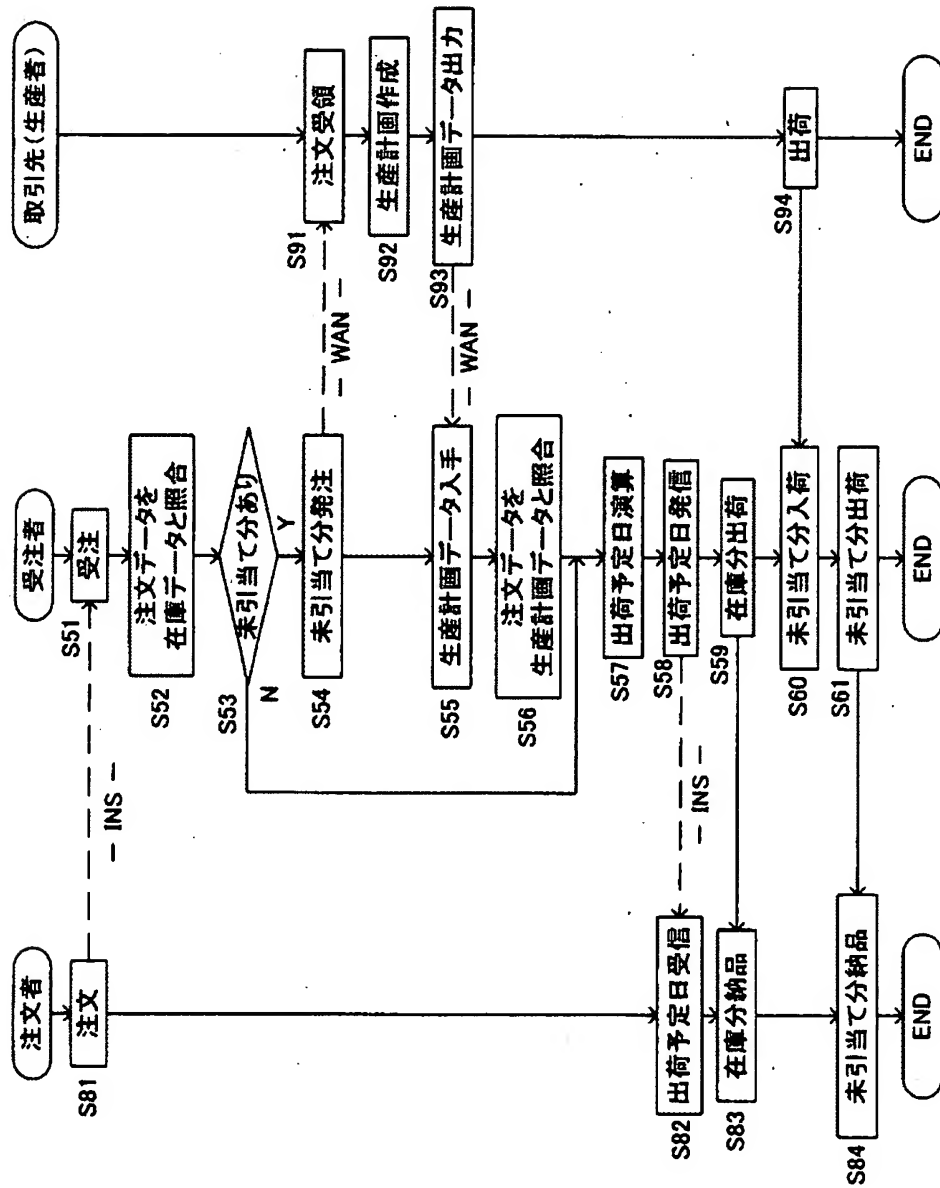 注文者
S81
注文
S82
出荷予定日受信
S83
在庫分納品
S84
未引当て分納品
END
— INS —
— INS —
受注者
S51
受注
S52
注文データを
在庫データと照合
S53
未引当て分あり
N
Y
S54
未引当て分発注
S55
生産計画データ入手
S56
注文データを
生産計画データと照合
S57
出荷予定日演算
S58
出荷予定日発信
S59
在庫分出荷
S60
未引当て分入荷
S61
未引当て分出荷
END
— WAN —
— WAN —
取引先(生産者)
S91
注文受領
S92
生産計画作成
S93
生産計画データ出力
S94
出荷
END